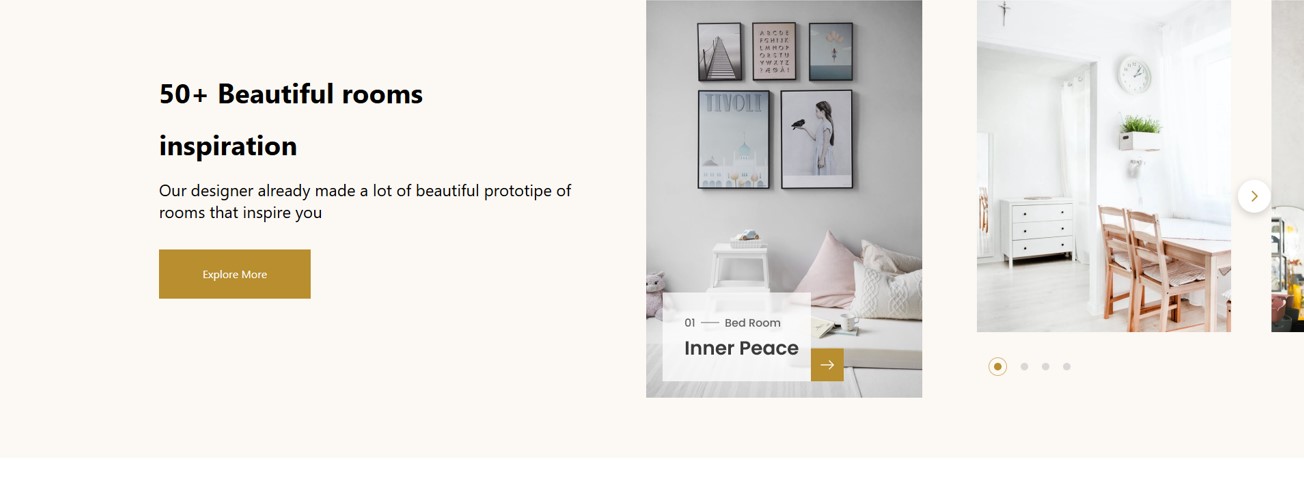 50+ Beautiful rooms
inspiration
Our designer already made a lot of beautiful prototipe of
rooms that inspire you
Explore More
TIVOLI
01 Bed Room
Inner Peace